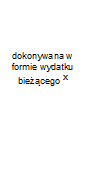 dokonywana w
formie wydatku
bieżącego x